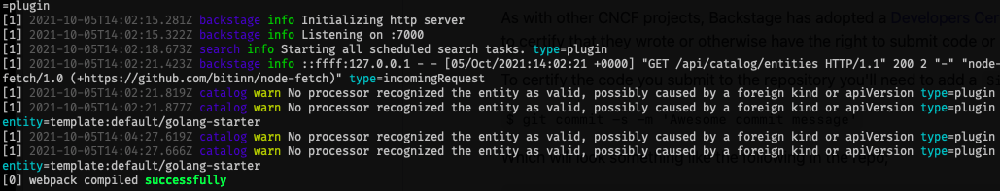 =plugin
[1] 2021-10-05T14:02:15.281Z backstage info Initializing http server
[1] 2021-10-05T14:02:15.322Z backstage info Listening on :7000
[1] 2021-10-05T14:02:18.673Z search info Starting all scheduled search tasks. type=plugin
[1] 2021-10-05T14:02:21.423Z backstage info ::ffff:127.0.0.1 - - [05/Oct/2021:14:02:21 +0000] "GET /api/catalog/entities HTTP/1.1" 200 2 "-" "node-
fetch/1.0 (+https://github.com/bitinn/node-fetch)" type=incomingRequest
[1] 2021-10-05T14:02:21.819Z catalog warn No processor recognized the entity as valid, possibly caused by a foreign kind or apiVersion type=plugin
[1] 2021-10-05T14:02:21.877Z catalog warn No processor recognized the entity as valid, possibly caused by a foreign kind or apiVersion type=plugin
entity=template:default/golang-starter
[1] 2021-10-05T14:04:27.619Z catalog warn No processor recognized the entity as valid, possibly caused by a foreign kind or apiVersion type=plugin
[1] 2021-10-05T14:04:27.666Z catalog warn No processor recognized the entity as valid, possibly caused by a foreign kind or apiVersion type=plugin
entity=template:default/golang-starter
[0] webpack compiled successfully
As with other CNCF projects, Backstage has adopted a Developers
to certify that they wrote or otherwise have the right to submit code or
To certify the code you submit to the repository you'll need to add a
$ git commit -s -m 'Awesome commit message'